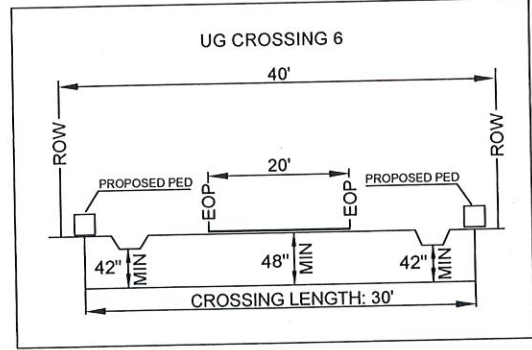 UG CROSSING 6
40'
ROW
ROW
20'
PROPOSED PED
PROPOSED PED
EOP
EOP
42" MIN
48" MIN
42" MIN
CROSSING LENGTH: 30'